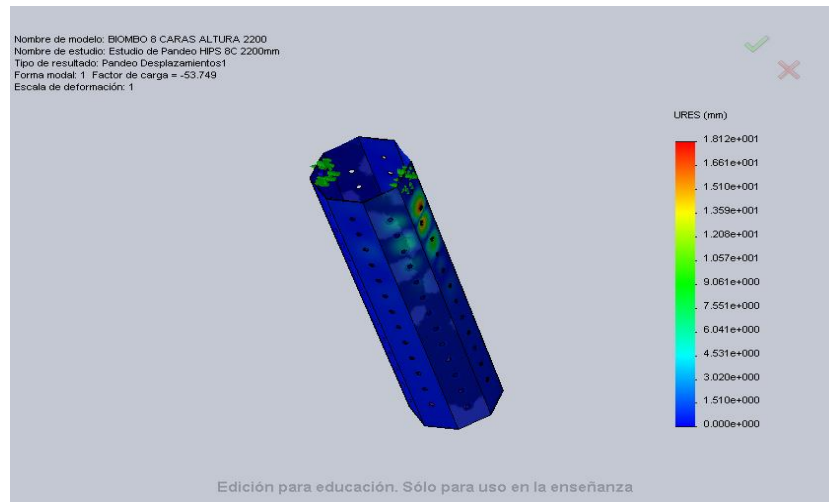 Nombre de modelo: BIOMBO 8 CARAS ALTURA 2200
Nombre de estudio: Estudio de Pandeo HIPS 8C 2200mm
Tipo de resultado: Pandeo Desplazamientos1
Forma modal: 1 Factor de carga = -53.749
Escala de deformación: 1
URES (mm)
1.812e+001
1.661e+001
1.510e+001
1.359e+001
1.208e+001
1.057e+001
9.061e+000
7.551e+000
6.041e+000
4.531e+000
3.020e+000
1.510e+000
0.000e+000
Edición para educación. Sólo para uso en la enseñanza